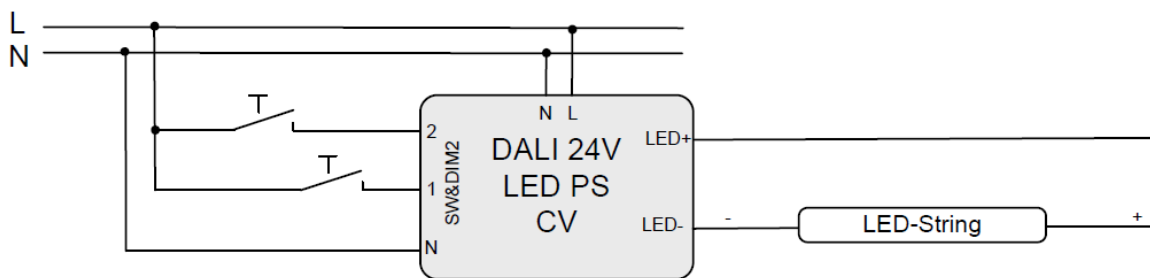 L
N
N L
2
1
N
SW&DIM2
DALI 24V
LED PS
CV
LED+
LED-
-
LED-String
+